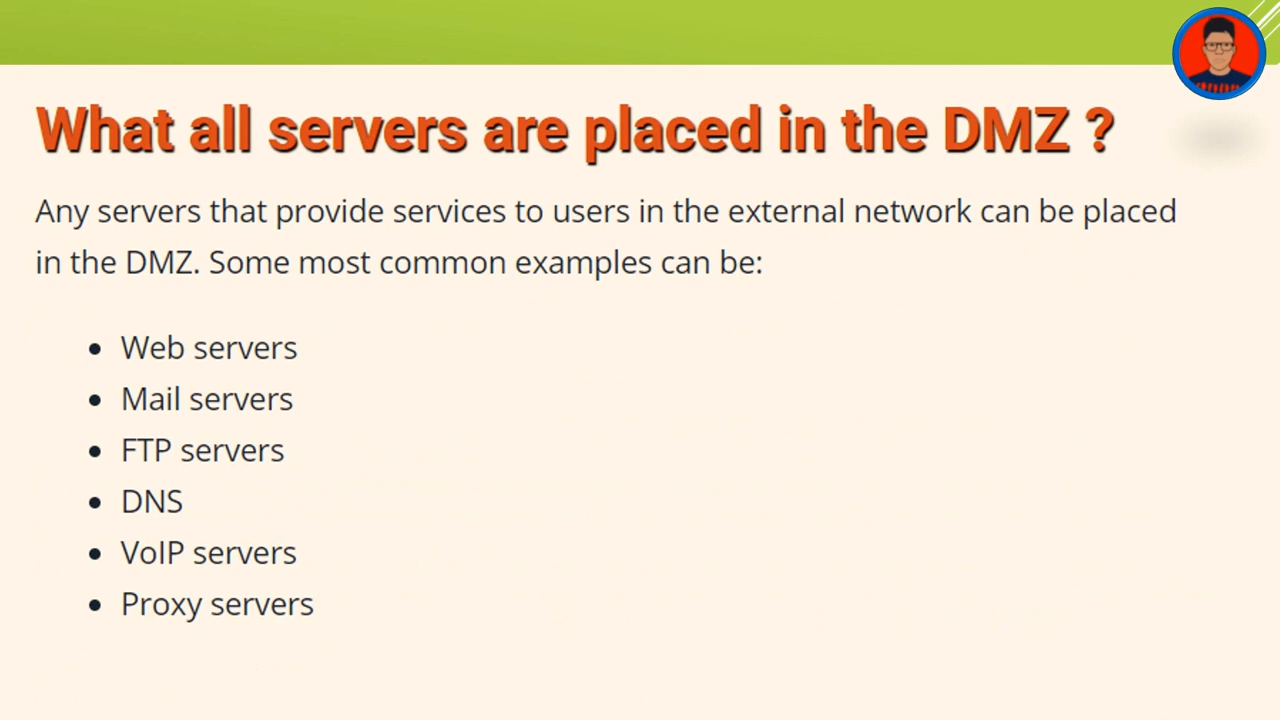 What all servers are placed in the DMZ ?
Any servers that provide services to users in the external network can be placed
in the DMZ. Some most common examples can be:
• Web servers
• Mail servers
• FTP servers
• DNS
• VoIP servers
• Proxy servers